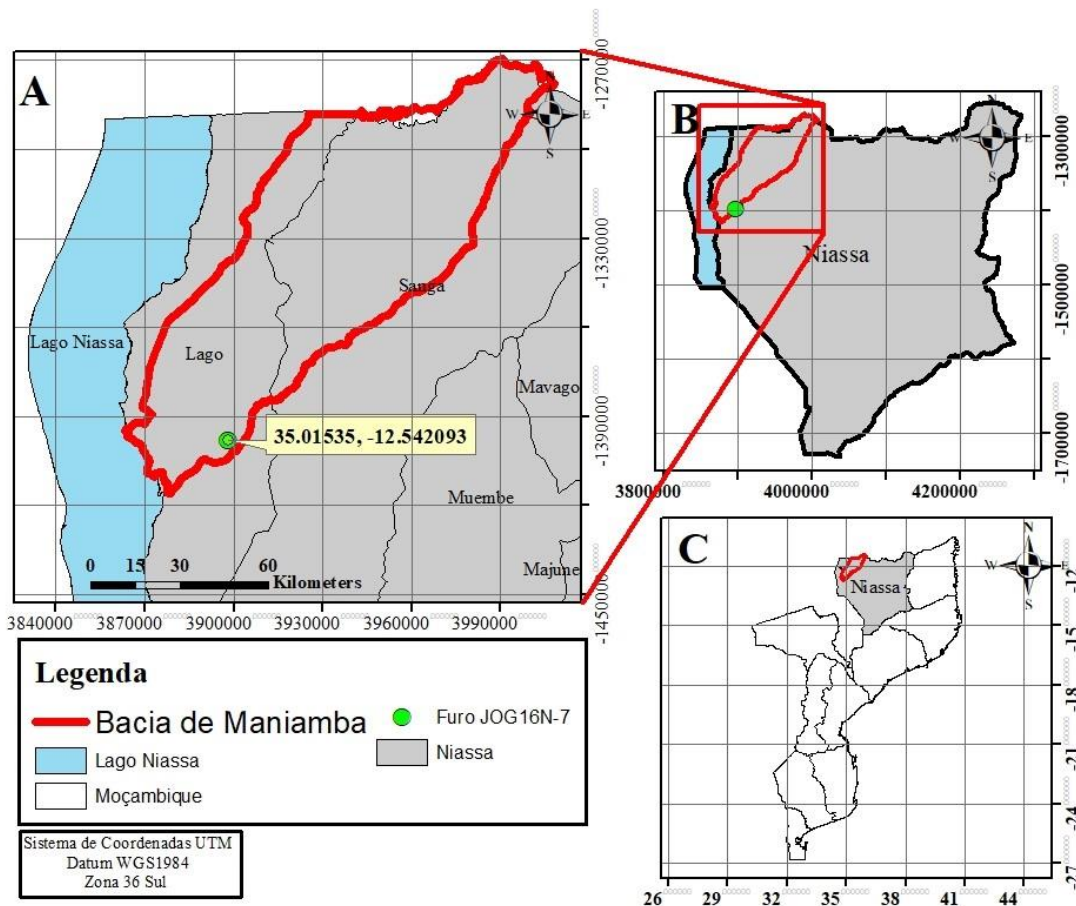 A
N
W
E
S
Lago Niassa
Lago
Sanga
Mavago
Muembe
Majune
35.01535, -12.542093
0 15 30 60
Kilometers
3840000 3870000 3900000 3930000 3960000 3990000
-1270000
-1330000
-1390000
-1450000
B
N
W E
S
Niassa
3800000 4000000 4200000
-1300000
-1500000
-1700000
C
N
W E
S
Niassa
-12
-15
-18
-21
-24
-27
26 29 32 35 38 41 44
Legenda
Bacia de Maniamba
Furo JOG16N-7
Lago Niassa
Niassa
Moçambique
Sistema de Coordenadas UTM
Datum WGS1984
Zona 36 Sul